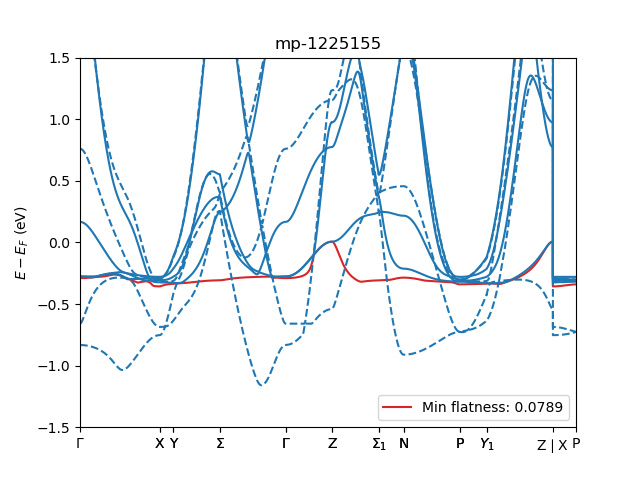 mp-1225155
E − E_F (eV)
1.5
1.0
0.5
0.0
−0.5
−1.0
−1.5
Min flatness: 0.0789
Γ X Y Σ Γ Z Σ₁ N P Y₁ Z | X P